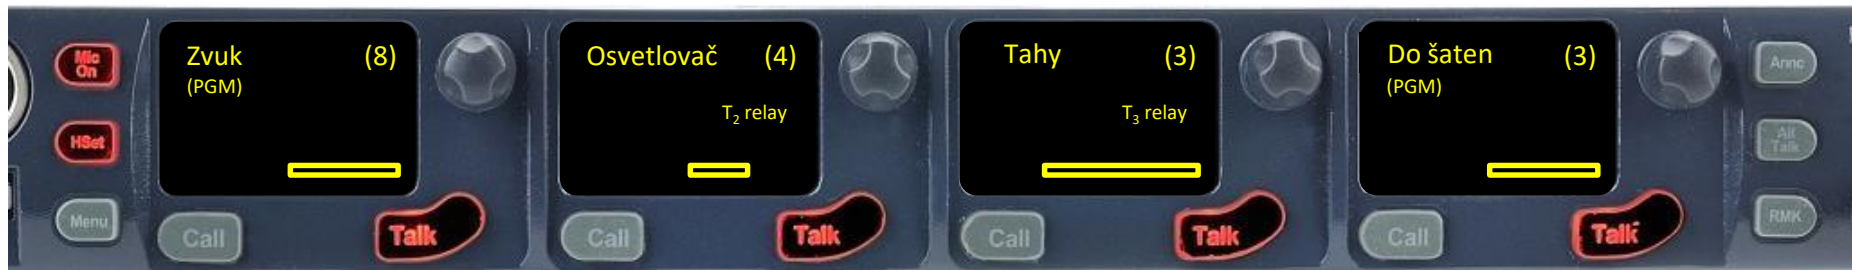 Mic
On
HSet
Menu
Zvuk (8)
(PGM)
Call
Talk
Osvetlovač (4)
T₂ relay
Call
Talk
Tahy (3)
T₃ relay
Call
Talk
Do šaten (3)
(PGM)
Call
Talk
Annc
All
Talk
RMK